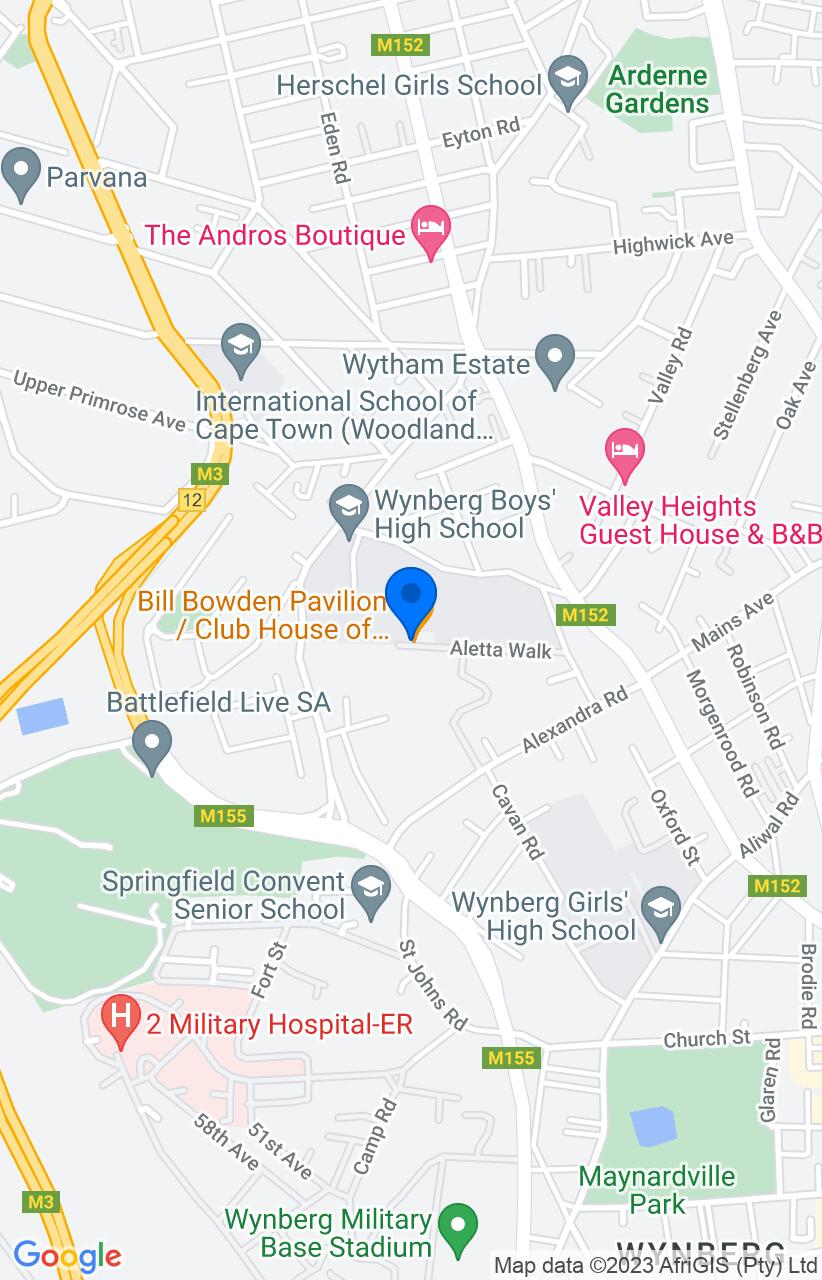 M152
Herschel Girls School
Arderne
Gardens
Eden Rd
Eyton Rd
Parvana
The Andros Boutique
Highwick Ave
Wytham Estate
Valley Rd
Stellenberg Ave
Oak Ave
Upper Primrose Ave
International School of
Cape Town (Woodland...
M3
12
Wynberg Boys'
High School
Valley Heights
Guest House & B&B
Bill Bowden Pavilion
/ Club House of...
M152
Mains Ave
Aletta Walk
Robinson Rd
Morgenrood Rd
Battlefield Live SA
Alexandra Rd
M155
Cavan Rd
Oxford St
Aliwal Rd
Springfield Convent
Senior School
M152
Wynberg Girls'
High School
Fort St
St Johns Rd
Brodie Rd
2 Military Hospital-ER
Church St
M155
Glaren Rd
58th Ave
51st Ave
Camp Rd
Maynardville
Park
M3
Wynberg Military
Base Stadium
WYNBERG
Google
Map data ©2023 AfriGIS (Pty) Ltd